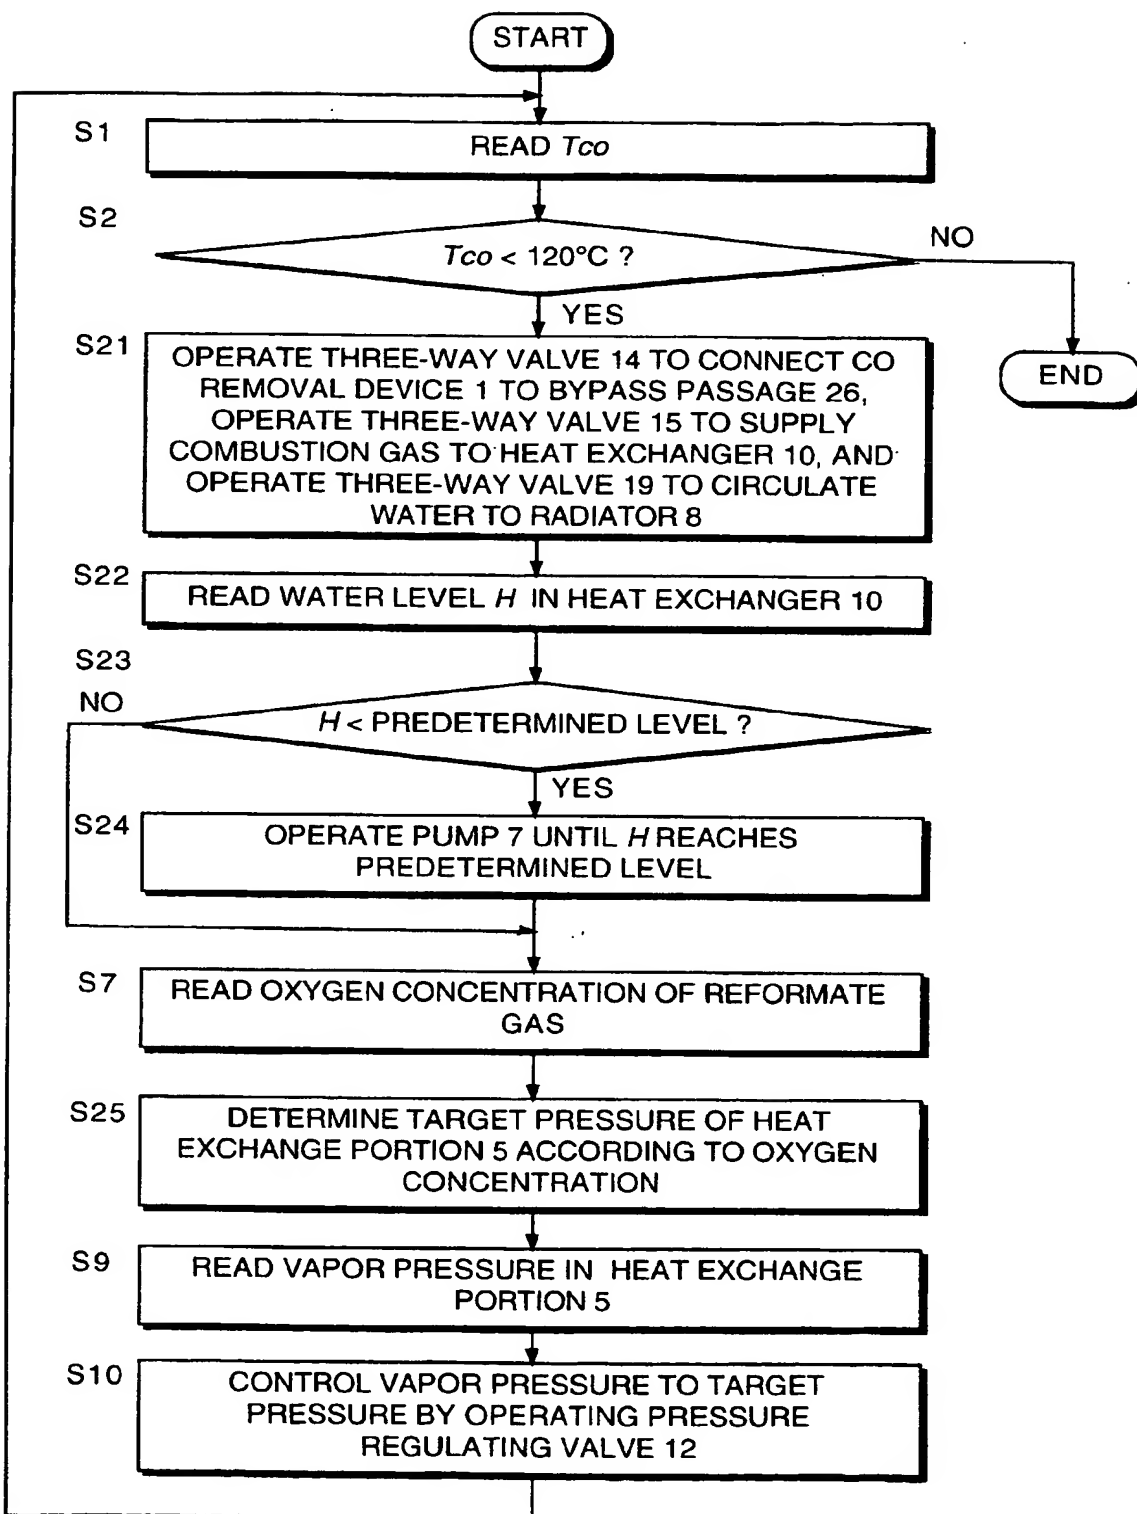 START
S1
READ Tco
S2
Tco < 120°C ?
NO
YES
S21
OPERATE THREE-WAY VALVE 14 TO CONNECT CO
REMOVAL DEVICE 1 TO BYPASS PASSAGE 26,
OPERATE THREE-WAY VALVE 15 TO SUPPLY
COMBUSTION GAS TO HEAT EXCHANGER 10, AND
OPERATE THREE-WAY VALVE 19 TO CIRCULATE
WATER TO RADIATOR 8
END
S22
READ WATER LEVEL H IN HEAT EXCHANGER 10
S23
NO
H < PREDETERMINED LEVEL ?
YES
S24
OPERATE PUMP 7 UNTIL H REACHES
PREDETERMINED LEVEL
S7
READ OXYGEN CONCENTRATION OF REFORMATE
GAS
S25
DETERMINE TARGET PRESSURE OF HEAT
EXCHANGE PORTION 5 ACCORDING TO OXYGEN
CONCENTRATION
S9
READ VAPOR PRESSURE IN HEAT EXCHANGE
PORTION 5
S10
CONTROL VAPOR PRESSURE TO TARGET
PRESSURE BY OPERATING PRESSURE
REGULATING VALVE 12